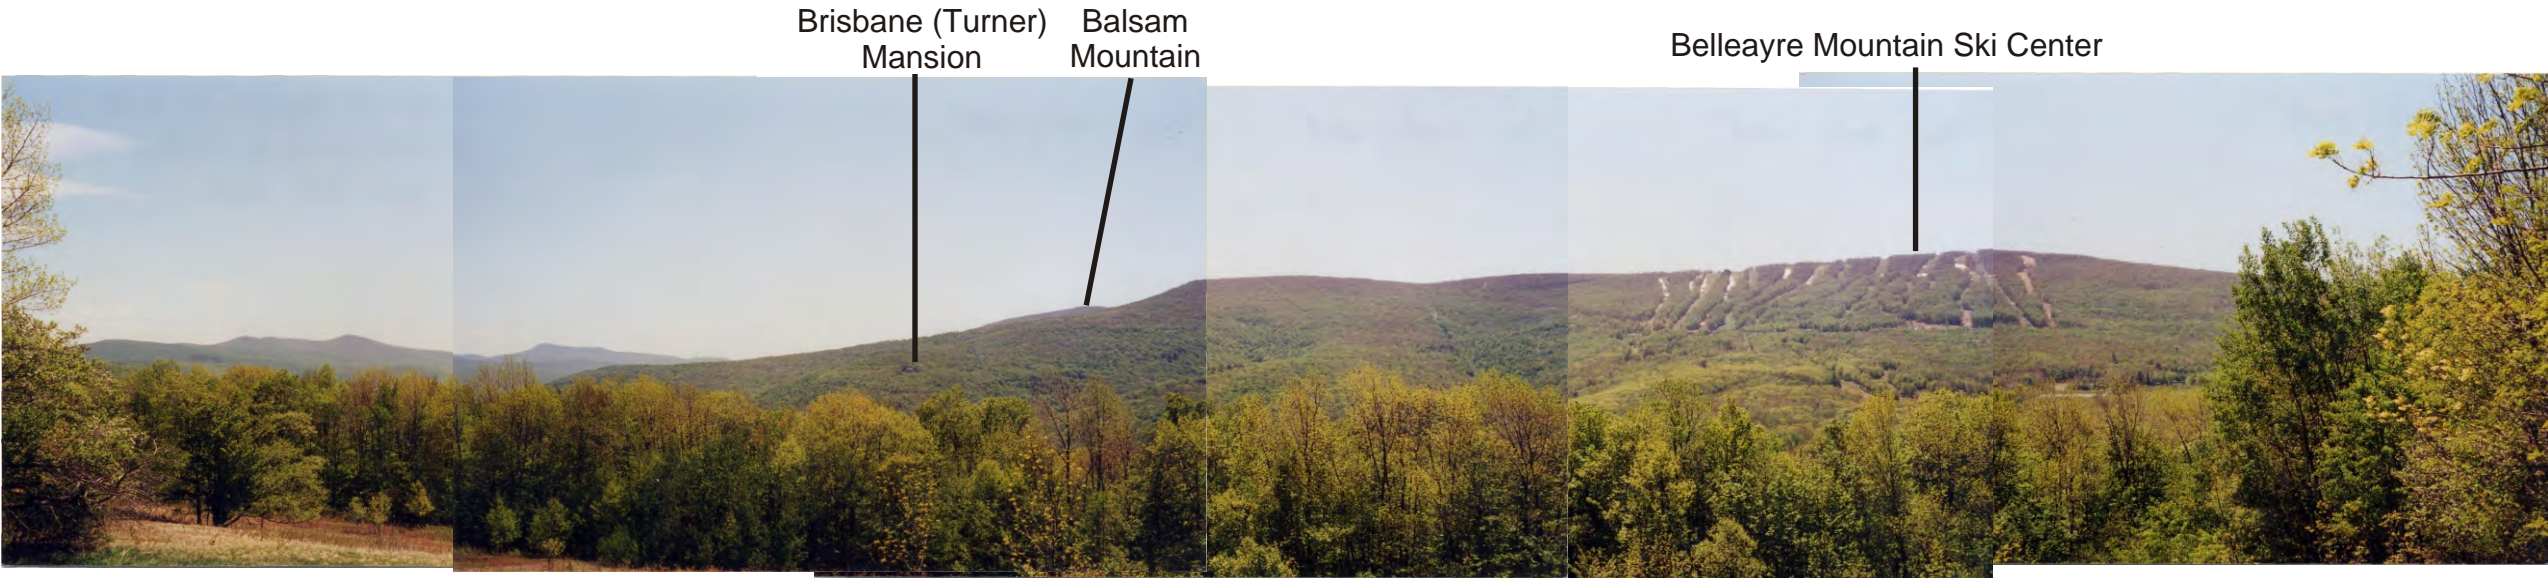 Brisbane (Turner)
Mansion
Balsam
Mountain
Belleayre Mountain Ski Center